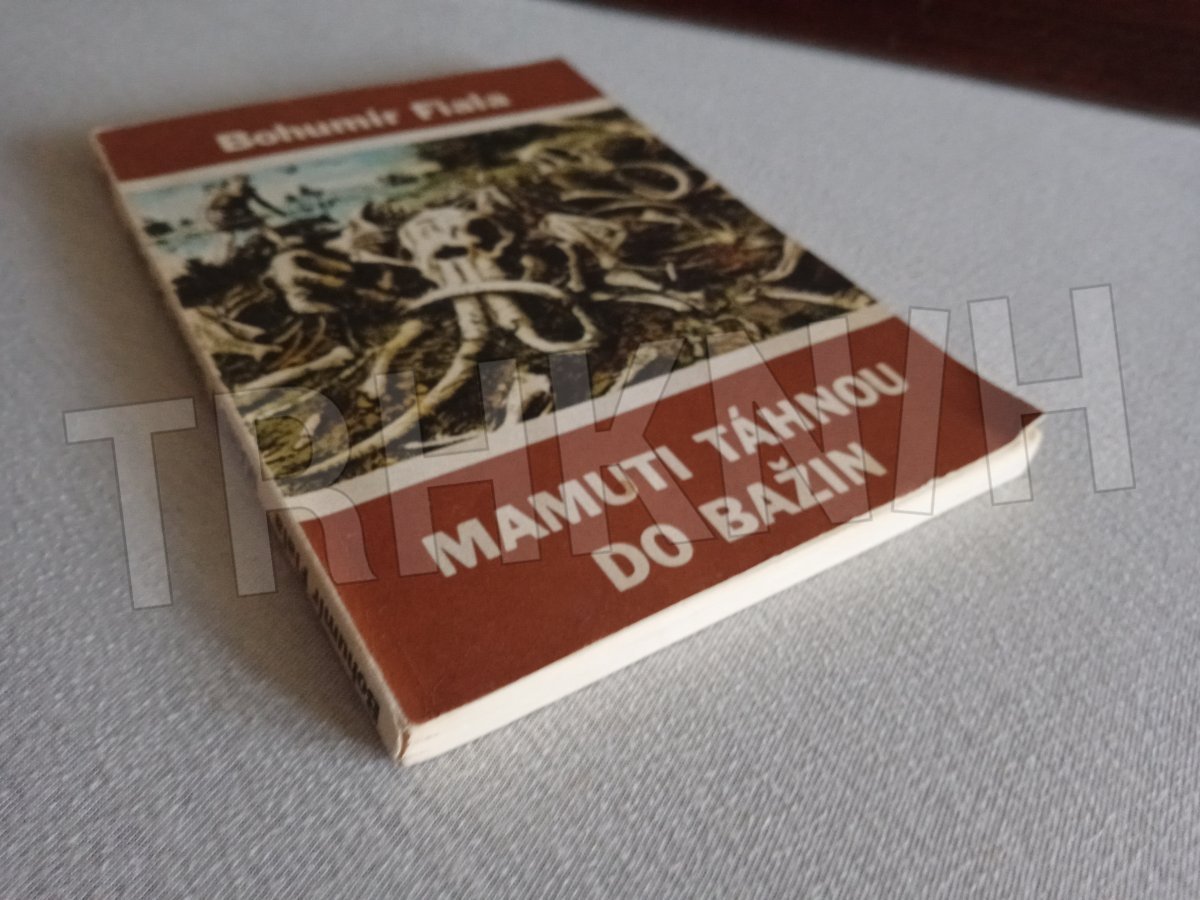 Bohumír Fiala
MAMUTI TÁHNOU
DO BAŽIN
TRHKNIH